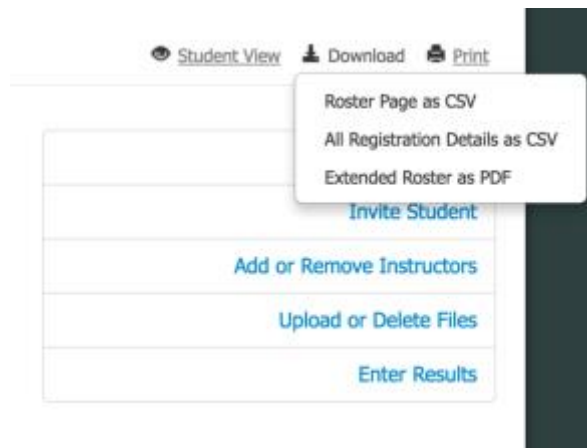 Student View Download Print
Roster Page as CSV
All Registration Details as CSV
Extended Roster as PDF
Invite Student
Add or Remove Instructors
Upload or Delete Files
Enter Results